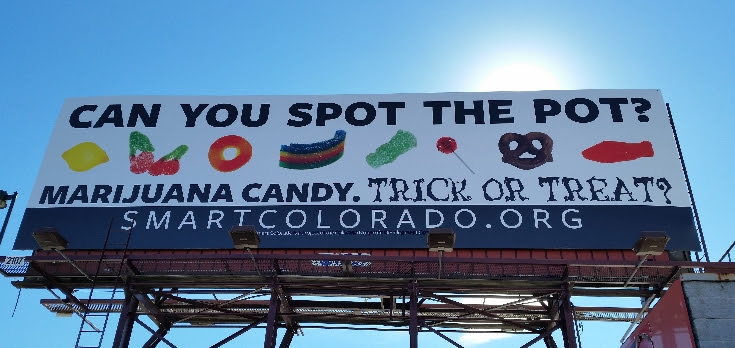 CAN YOU SPOT THE POT?
MARIJUANA CANDY. TRICK OR TREAT?
SMARTCOLORADO.ORG